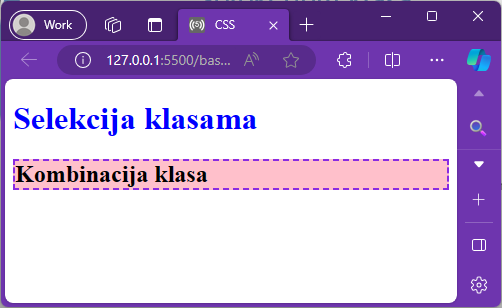 Work
CSS
127.0.0.1:5500/bas...
Selekcija klasama
Kombinacija klasa